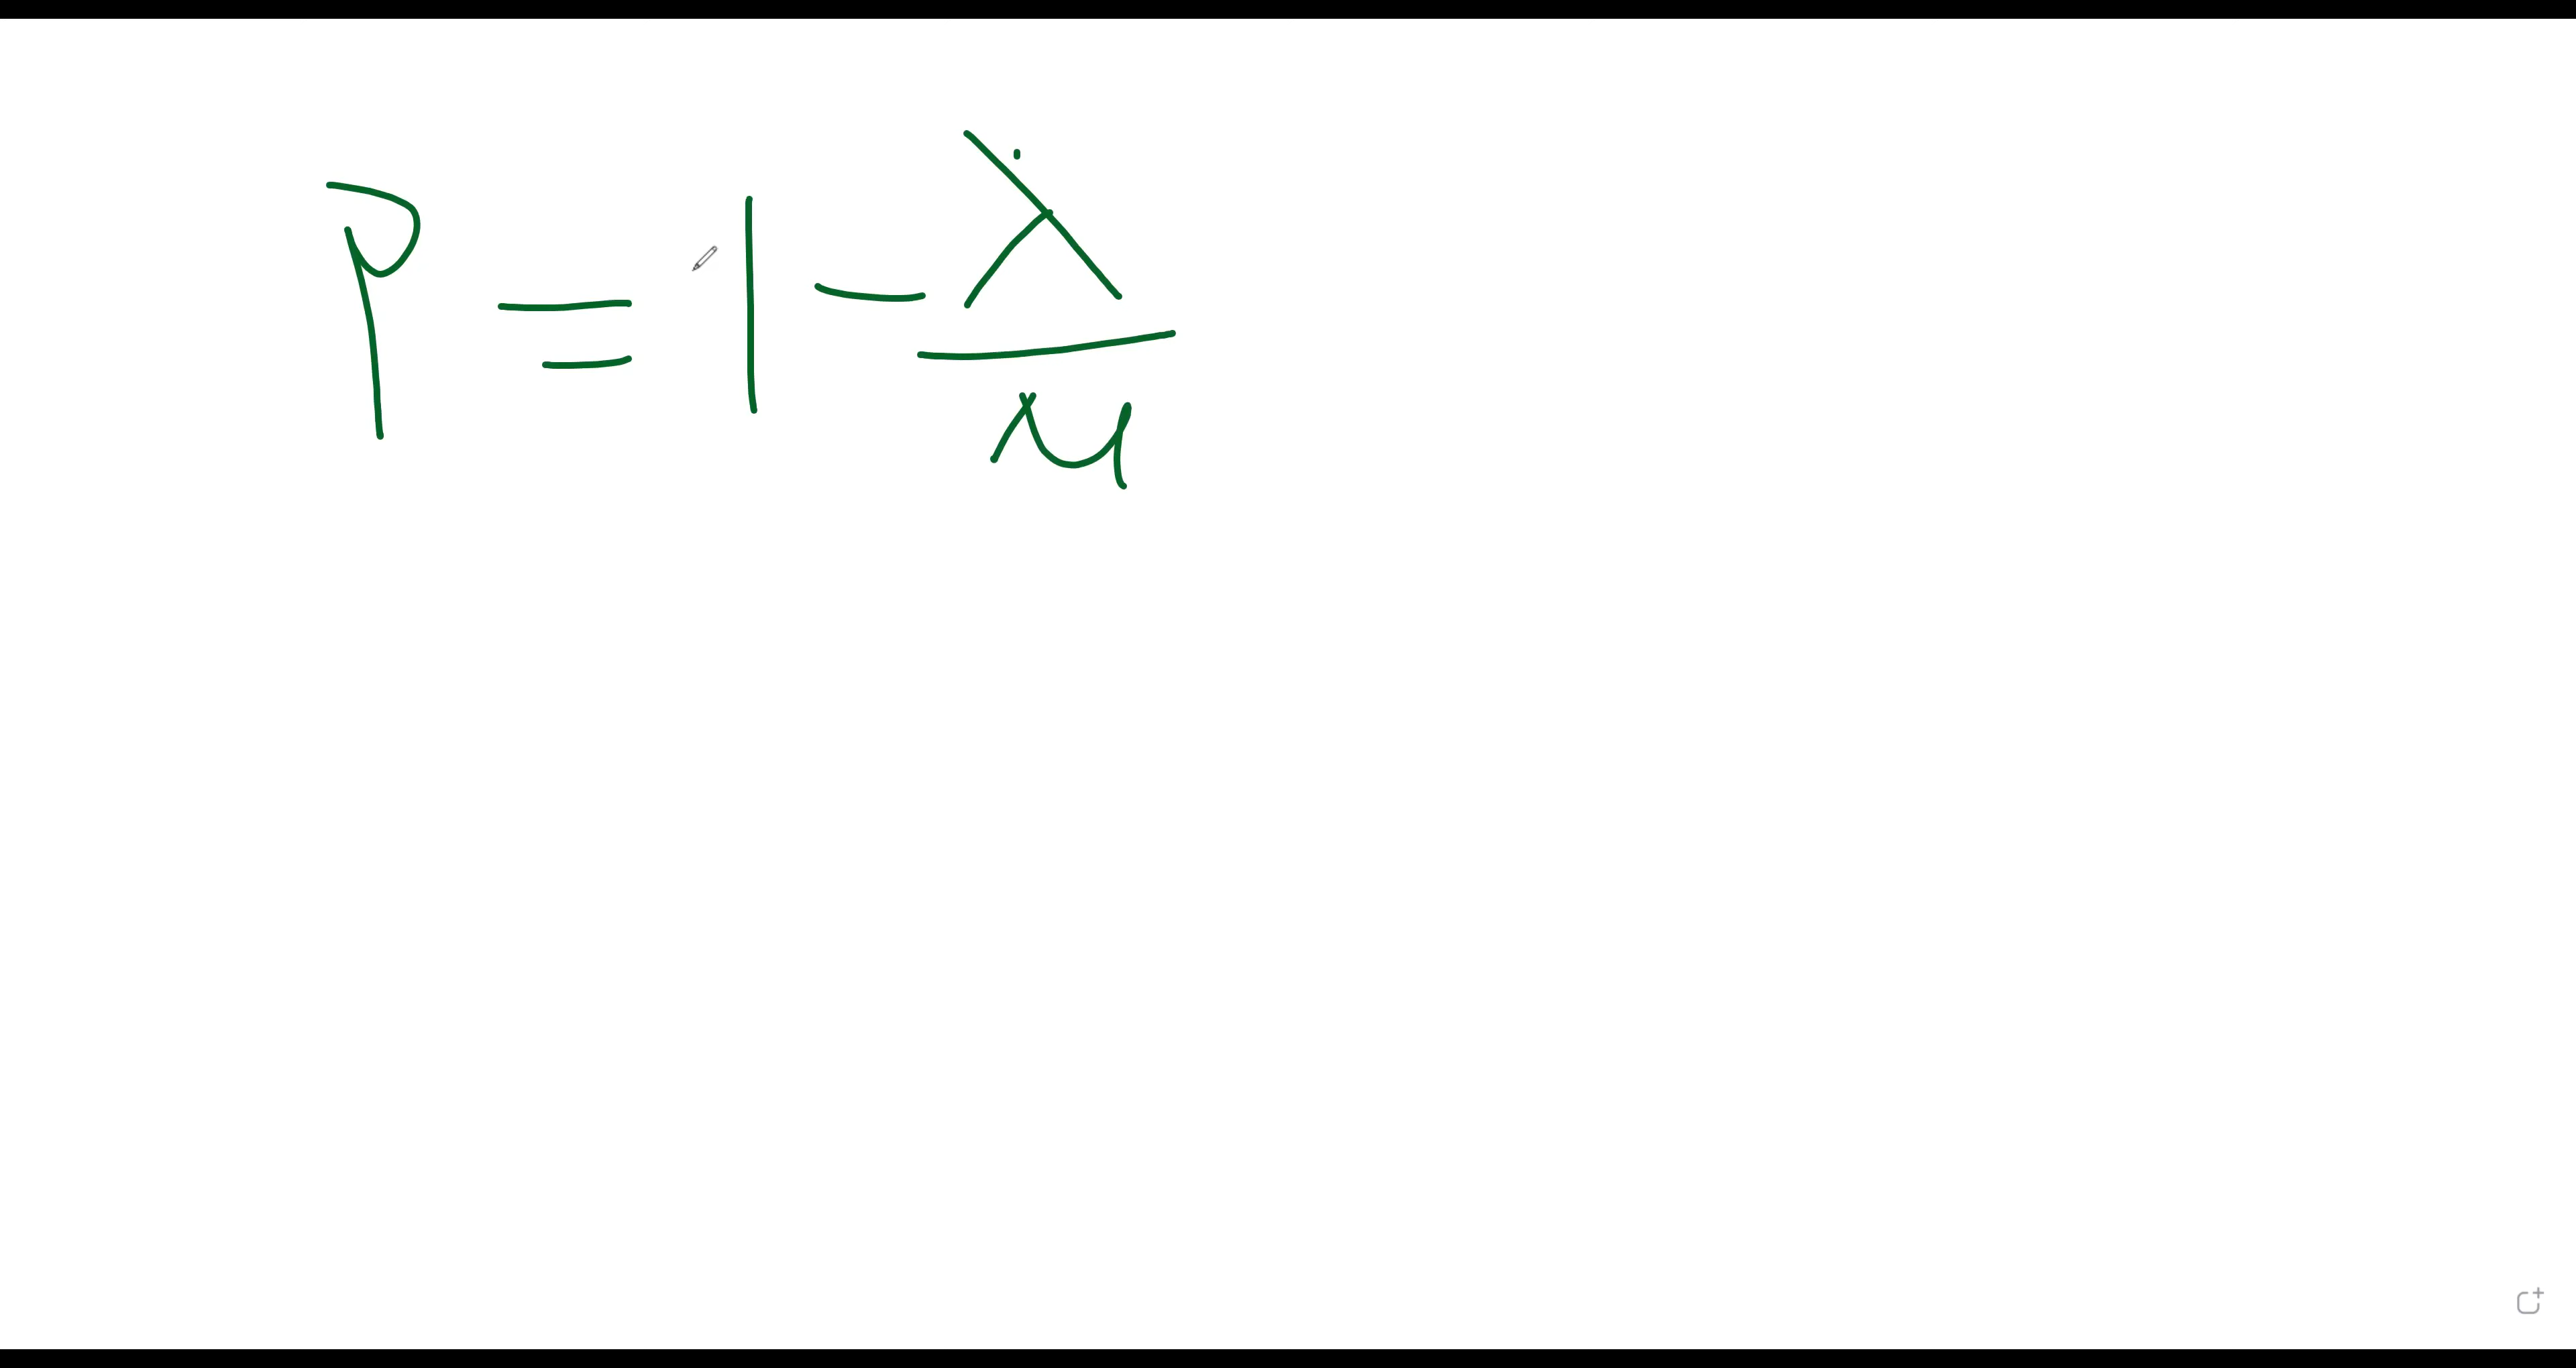 P = 1 - λ/μ